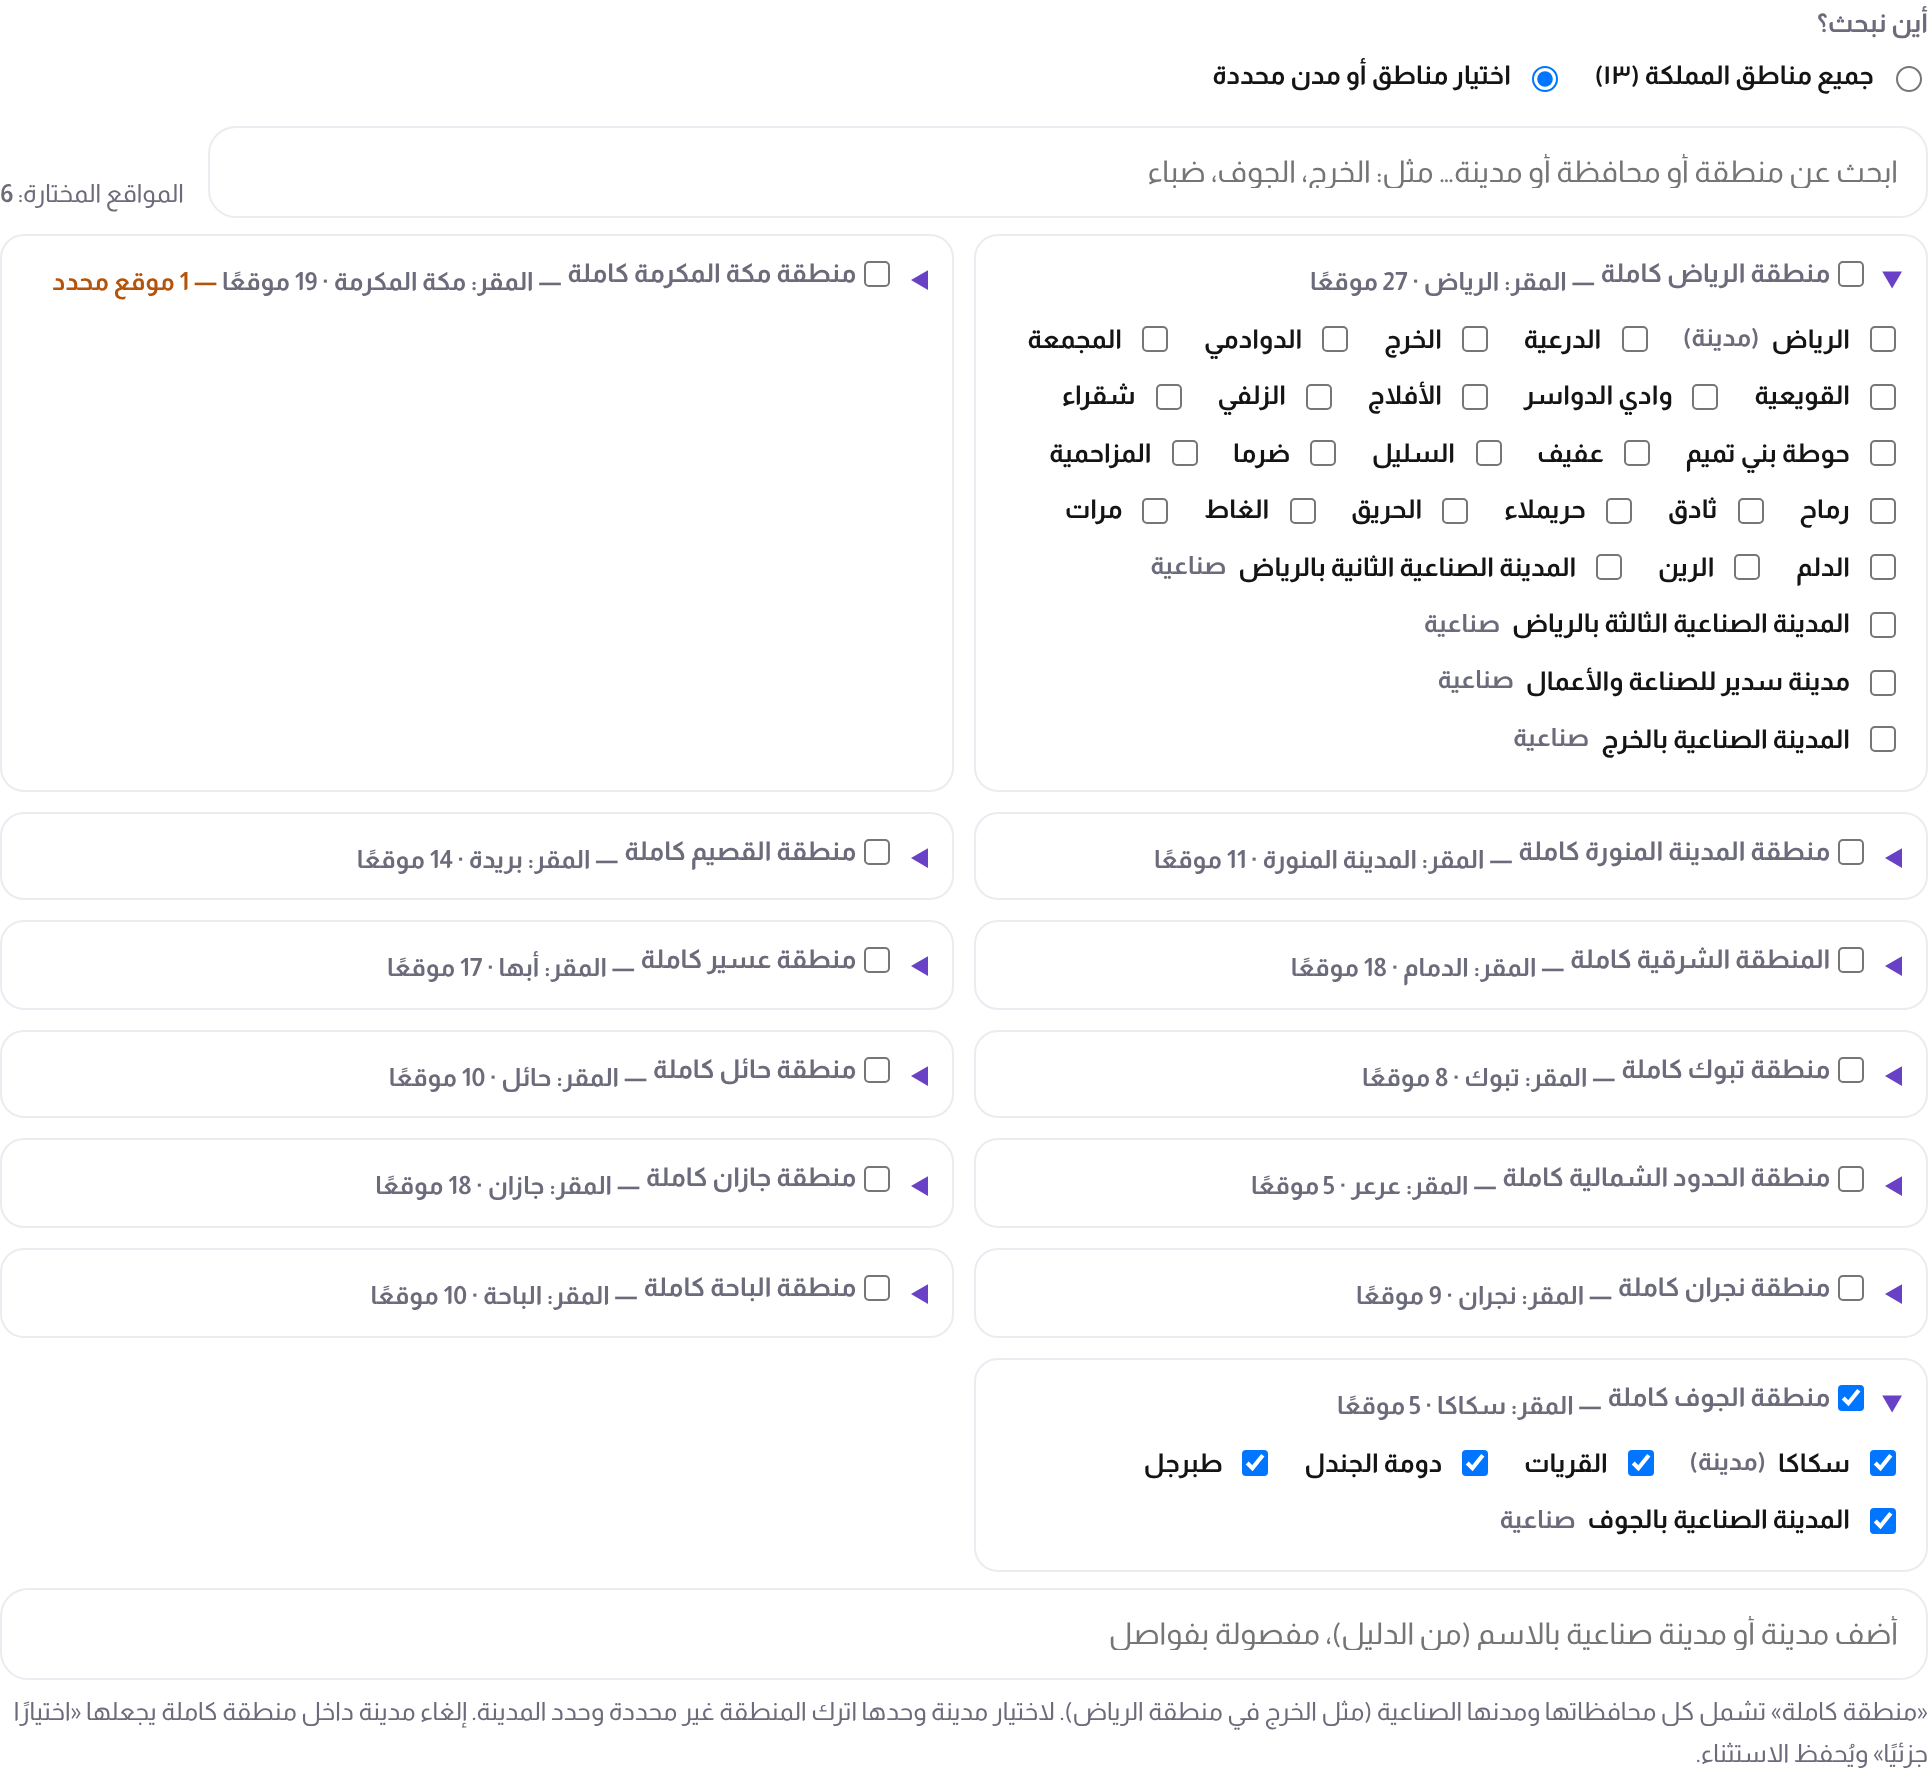 أين نبحث؟
جميع مناطق المملكة (١٣) اختيار مناطق أو مدن محددة
ابحث عن منطقة أو محافظة أو مدينة... مثل: الخرج، الجوف، ضباء
المواقع المختارة: 6
منطقة الرياض كاملة — المقر: الرياض · 27 موقعًا
الرياض (مدينة) الدرعية الخرج الدوادمي المجمعة
القويعية وادي الدواسر الأفلاج الزلفي شقراء
حوطة بني تميم عفيف السليل ضرما المزاحمية
رماح ثادق حريملاء الحريق الغاط مرات
الدلم الرين المدينة الصناعية الثانية بالرياض صناعية
المدينة الصناعية الثالثة بالرياض صناعية
مدينة سدير للصناعة والأعمال صناعية
المدينة الصناعية بالخرج صناعية
منطقة مكة المكرمة كاملة — المقر: مكة المكرمة · 19 موقعًا — 1 موقع محدد
منطقة المدينة المنورة كاملة — المقر: المدينة المنورة · 11 موقعًا
منطقة القصيم كاملة — المقر: بريدة · 14 موقعًا
المنطقة الشرقية كاملة — المقر: الدمام · 18 موقعًا
منطقة عسير كاملة — المقر: أبها · 17 موقعًا
منطقة تبوك كاملة — المقر: تبوك · 8 موقعًا
منطقة حائل كاملة — المقر: حائل · 10 موقعًا
منطقة الحدود الشمالية كاملة — المقر: عرعر · 5 موقعًا
منطقة جازان كاملة — المقر: جازان · 18 موقعًا
منطقة نجران كاملة — المقر: نجران · 9 موقعًا
منطقة الباحة كاملة — المقر: الباحة · 10 موقعًا
منطقة الجوف كاملة — المقر: سكاكا · 5 موقعًا
سكاكا (مدينة) القريات دومة الجندل طبرجل
المدينة الصناعية بالجوف صناعية
أضف مدينة أو مدينة صناعية بالاسم (من الدليل)، مفصولة بفواصل
«منطقة كاملة» تشمل كل محافظاتها ومدنها الصناعية (مثل الخرج في منطقة الرياض). لاختيار مدينة وحدها اترك المنطقة غير محددة وحدد المدينة. إلغاء مدينة داخل منطقة كاملة يجعلها «اختيارًا
جزئيًا» ويُحفظ الاستثناء.